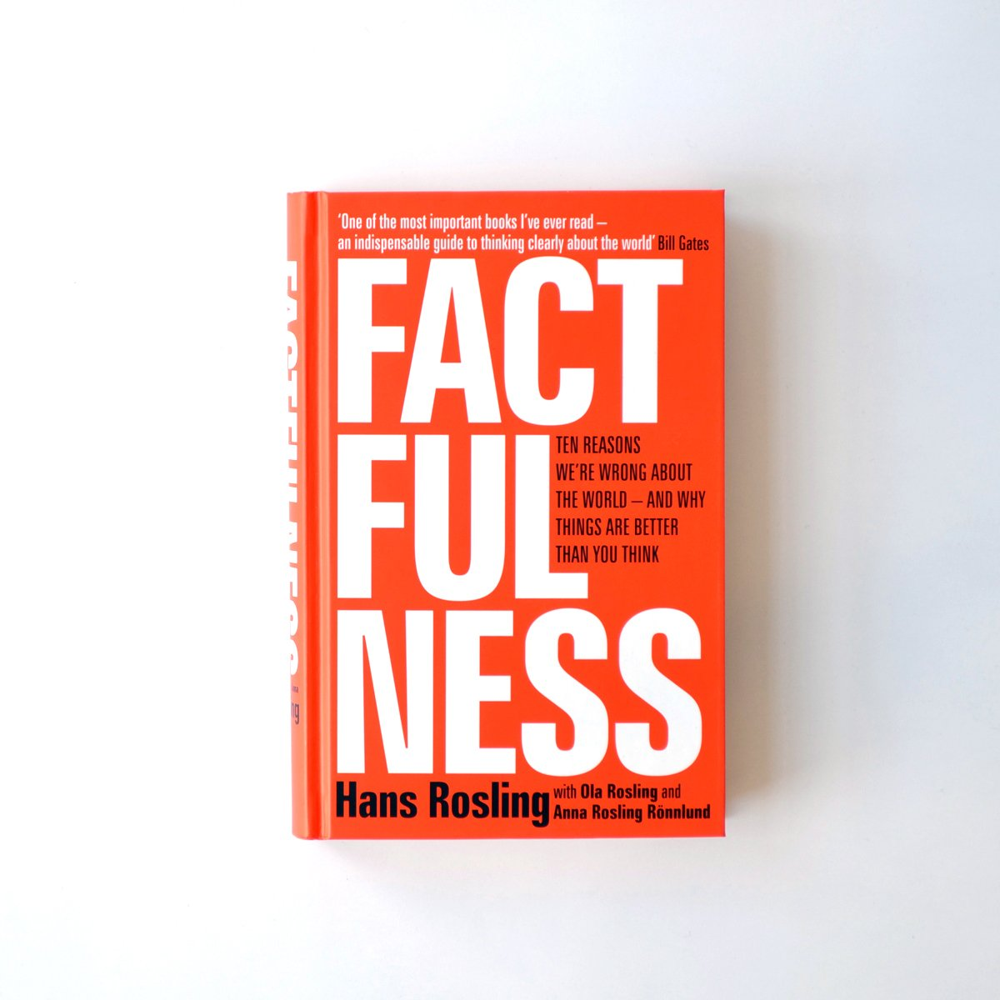 'One of the most important books I've ever read –
an indispensable guide to thinking clearly about the world' Bill Gates
FACT
FUL
TEN REASONS
WE'RE WRONG ABOUT
THE WORLD – AND WHY
THINGS ARE BETTER
THAN YOU THINK
NESS
Hans Rosling with Ola Rosling and
Anna Rosling Rönnlund
FACTFULNESS